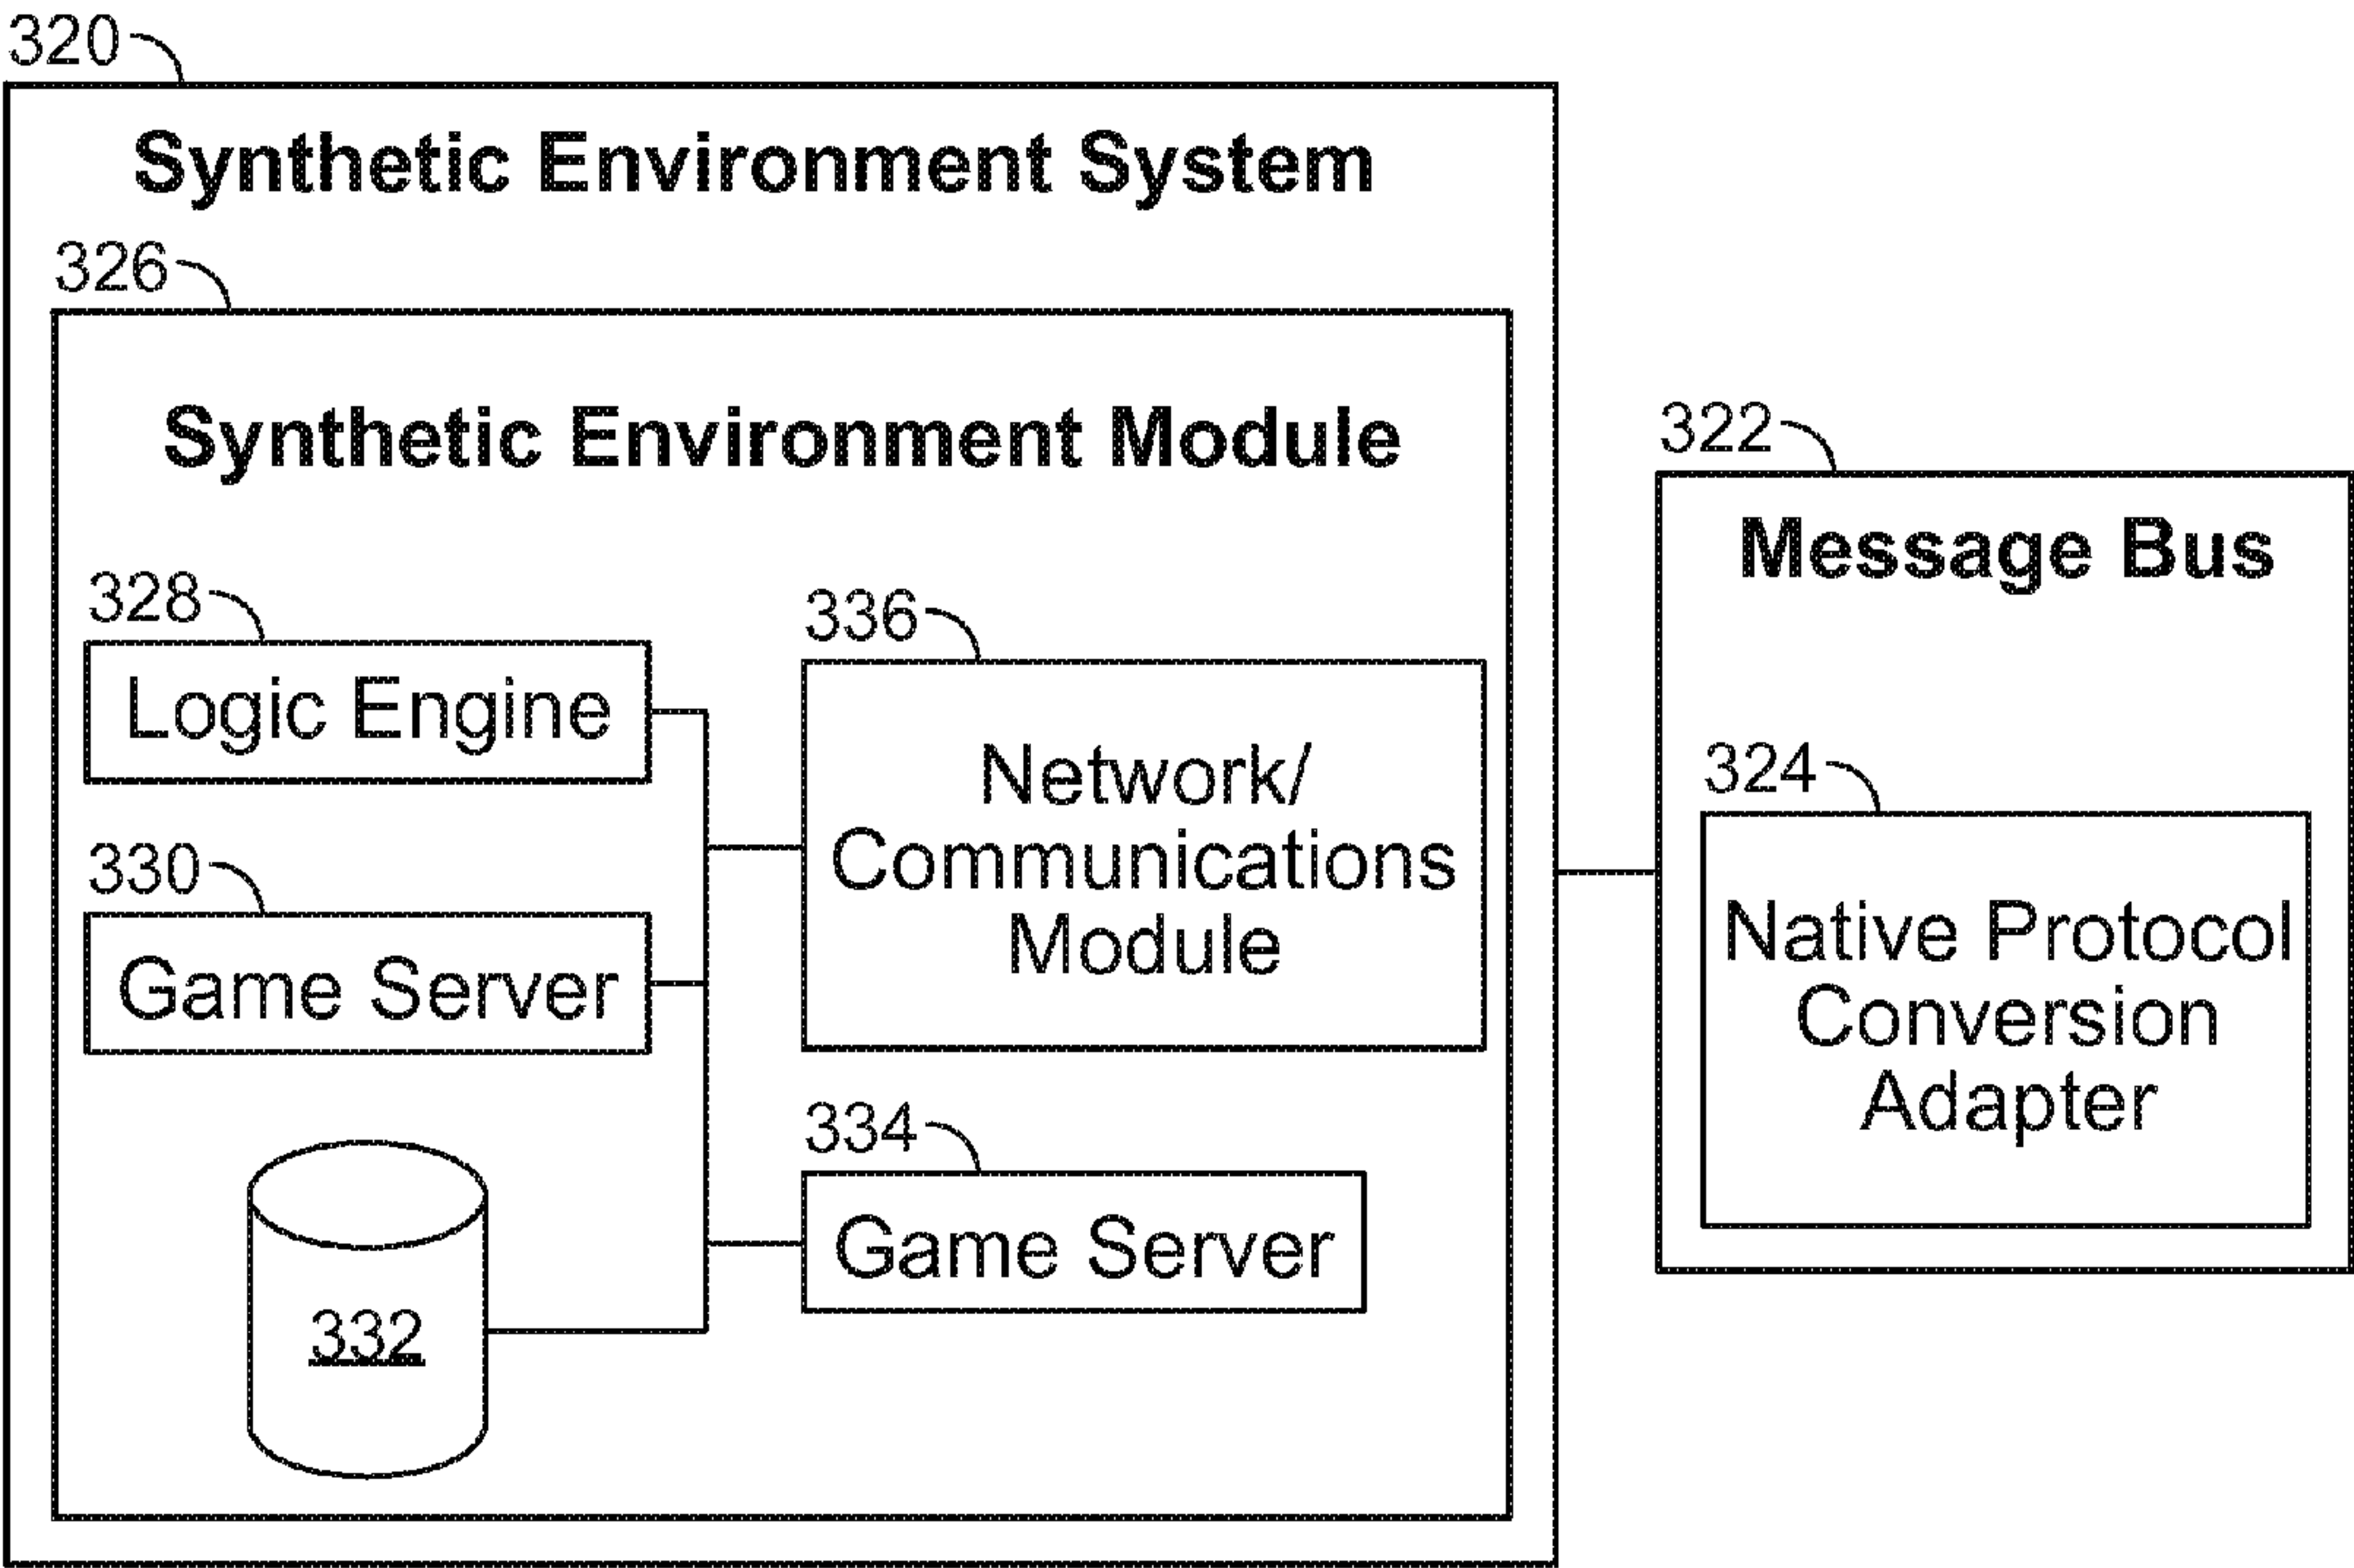 320
Synthetic Environment System
326
Synthetic Environment Module
328
Logic Engine
330
Game Server
332
336
Network/
Communications
Module
334
Game Server
322
Message Bus
324
Native Protocol
Conversion
Adapter